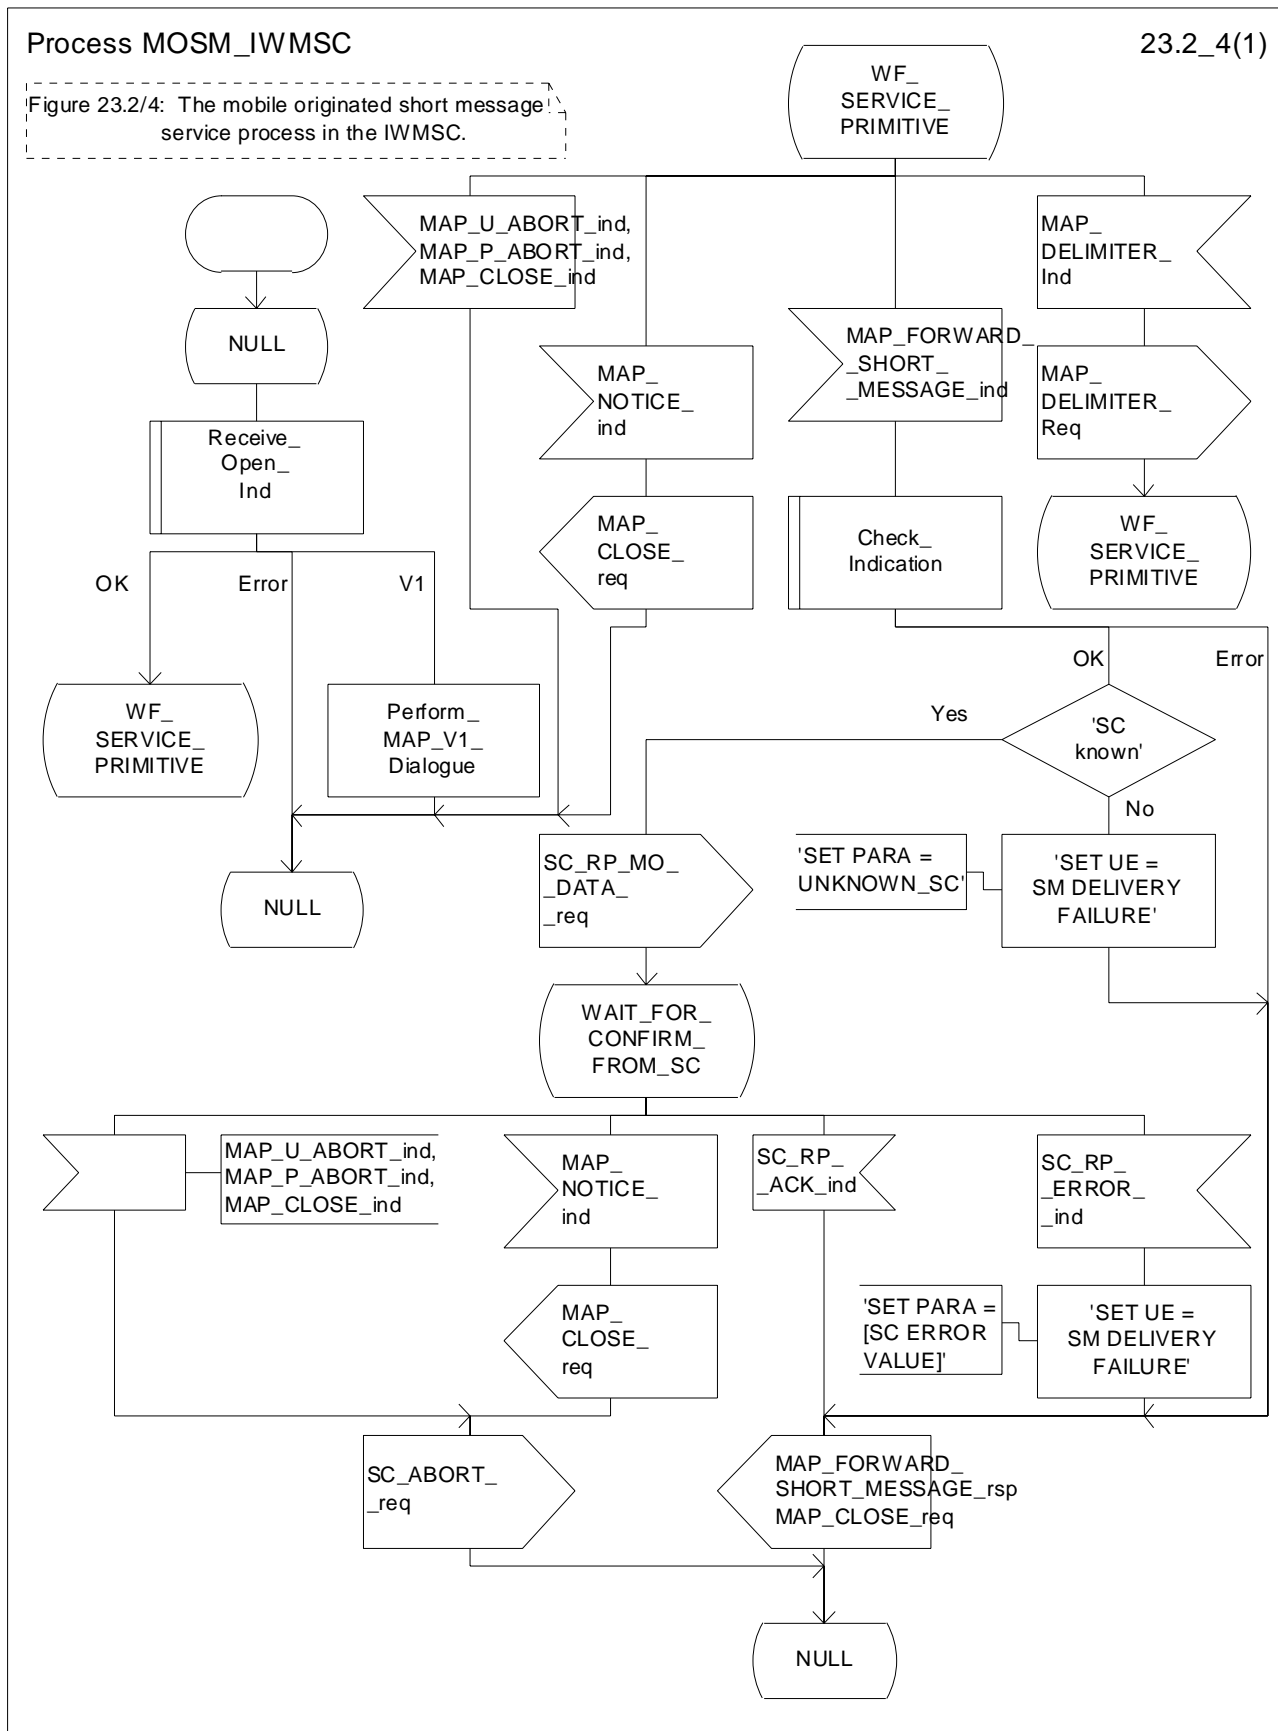 Process MOSM_IWMSC
23.2_4(1)
Figure 23.2/4: The mobile originated short message
service process in the IWMSC.
WF_
SERVICE_
PRIMITIVE
MAP_U_ABORT_ind,
MAP_P_ABORT_ind,
MAP_CLOSE_ind
MAP_
DELIMITER_
Ind
NULL
MAP_
NOTICE_
ind
MAP_FORWARD_
_SHORT_
_MESSAGE_ind
MAP_
DELIMITER_
Req
Receive_
Open_
Ind
MAP_
CLOSE_
req
Check_
Indication
WF_
SERVICE_
PRIMITIVE
OK
Error
V1
OK
Error
WF_
SERVICE_
PRIMITIVE
Perform_
MAP_V1_
Dialogue
Yes
'SC
known'
No
NULL
SC_RP_MO_
_DATA_
_req
'SET PARA =
UNKNOWN_SC'
'SET UE =
SM DELIVERY
FAILURE'
WAIT_FOR_
CONFIRM_
FROM_SC
MAP_U_ABORT_ind,
MAP_P_ABORT_ind,
MAP_CLOSE_ind
MAP_
NOTICE_
ind
SC_RP_
_ACK_ind
SC_RP_
_ERROR_
_ind
MAP_
CLOSE_
req
'SET PARA =
[SC ERROR
VALUE]'
'SET UE =
SM DELIVERY
FAILURE'
SC_ABORT_
_req
MAP_FORWARD_
SHORT_MESSAGE_rsp
MAP_CLOSE_req
NULL